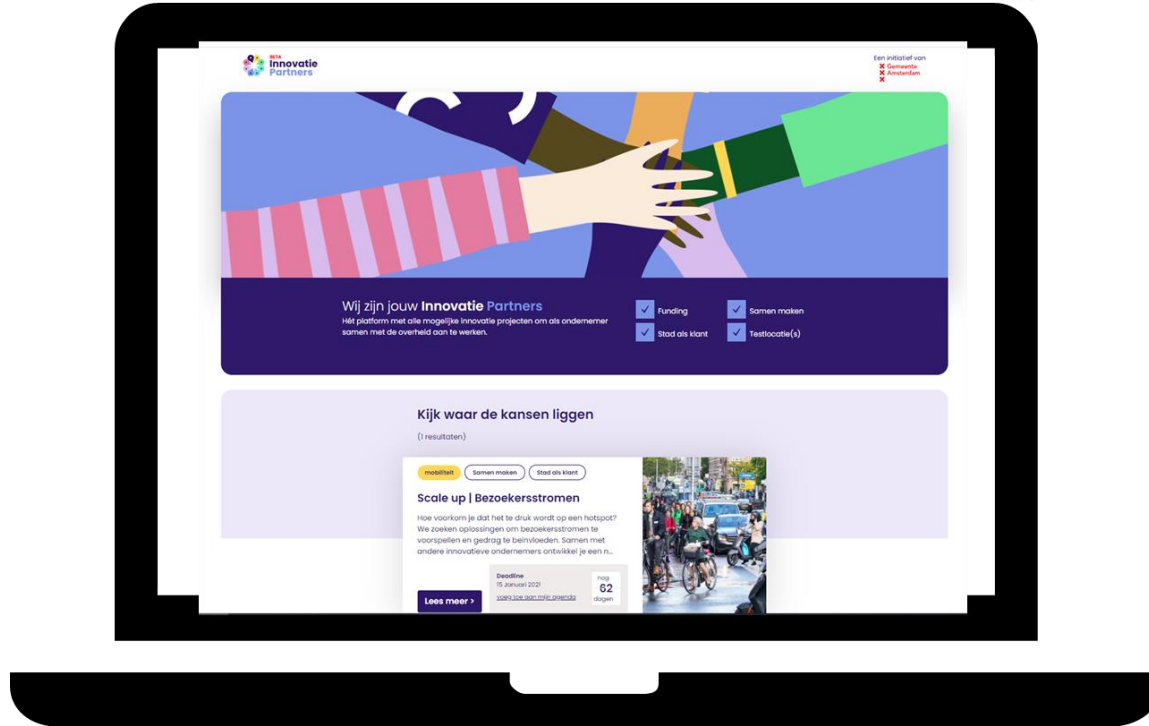 BETA
Innovatie
Partners
Een initiatief van
Gemeente
Amsterdam
Wij zijn jouw Innovatie Partners
Hét platform met alle mogelijke innovatie projecten om als ondernemer
samen met de overheid aan te werken.
Funding
Samen maken
Stad als klant
Testlocatie(s)
Kijk waar de kansen liggen
(1 resultaten)
mobiliteit
Samen maken
Stad als klant
Scale up | Bezoekersstromen
Hoe voorkom je dat het te druk wordt op een hotspot?
We zoeken oplossingen om bezoekersstromen te
voorspellen en gedrag te beïnvloeden. Samen met
andere innovatieve ondernemers ontwikkel je een n...
Deadline
15 Januari 2021
voeg toe aan mijn agenda
nog
62
dagen
Lees meer >